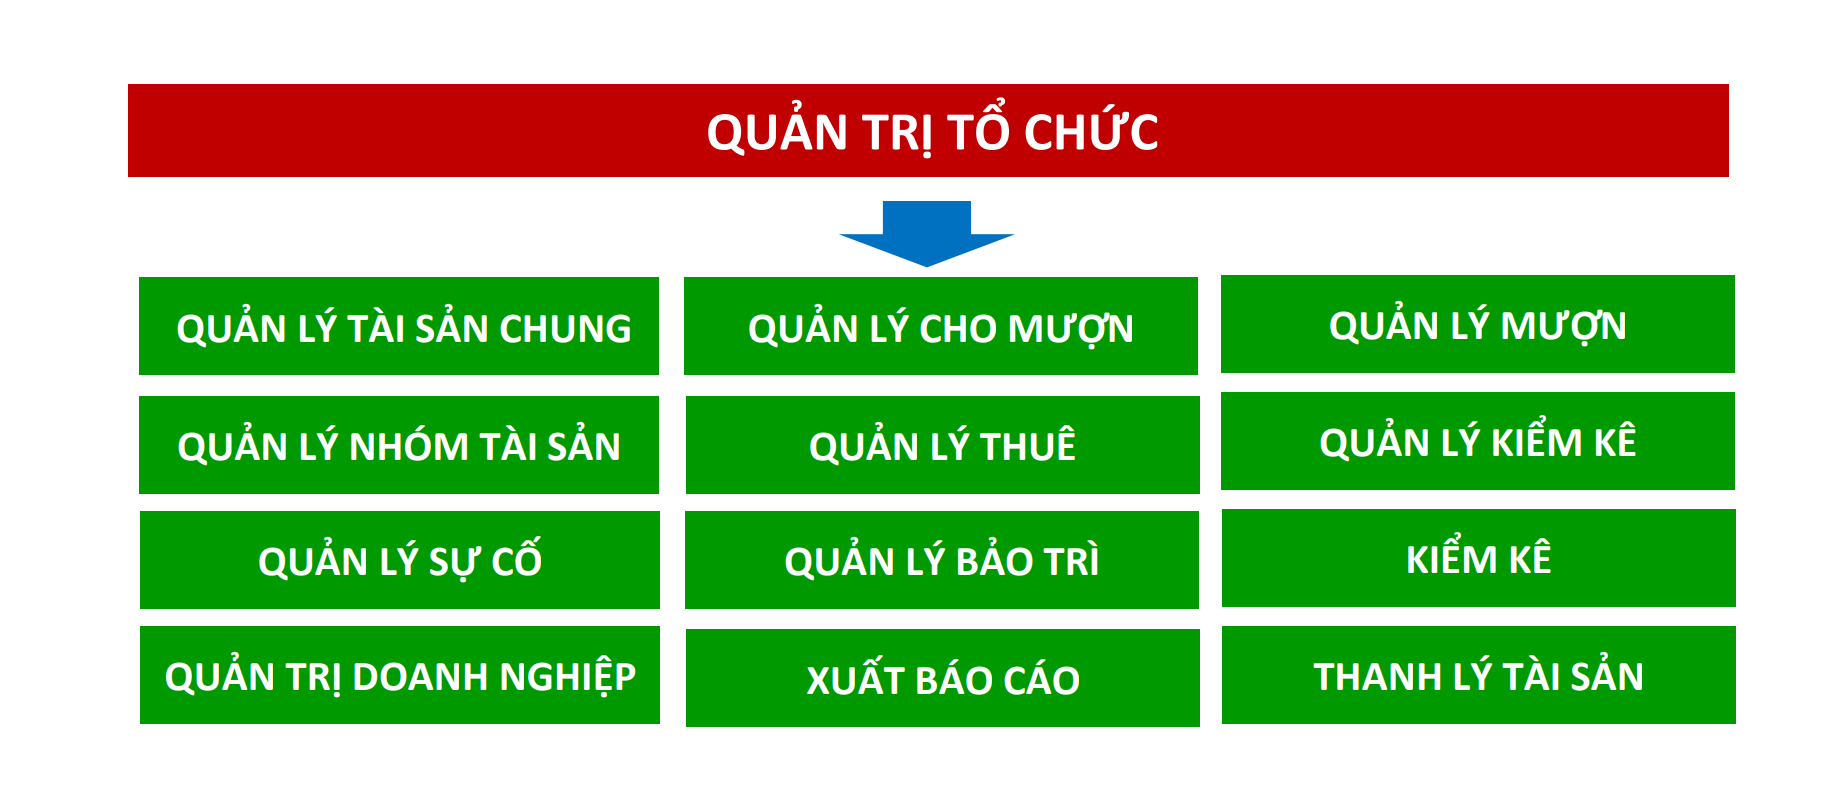 QUẢN TRỊ TỔ CHỨC
QUẢN LÝ TÀI SẢN CHUNG
QUẢN LÝ CHO MƯỢN
QUẢN LÝ MƯỢN
QUẢN LÝ NHÓM TÀI SẢN
QUẢN LÝ THUÊ
QUẢN LÝ KIỂM KÊ
QUẢN LÝ SỰ CỐ
QUẢN LÝ BẢO TRÌ
KIỂM KÊ
QUẢN TRỊ DOANH NGHIỆP
XUẤT BÁO CÁO
THANH LÝ TÀI SẢN